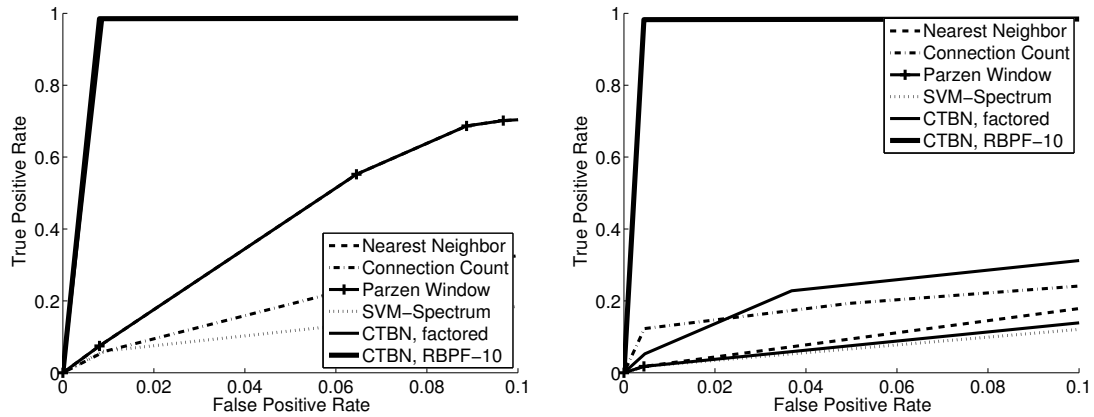 1
0.8
0.6
0.4
0.2
0
True Positive Rate
Nearest Neighbor
Connection Count
Parzen Window
SVM−Spectrum
CTBN, factored
CTBN, RBPF−10
0 0.02 0.04 0.06 0.08 0.1
False Positive Rate
1
0.8
0.6
0.4
0.2
0
True Positive Rate
Nearest Neighbor
Connection Count
Parzen Window
SVM−Spectrum
CTBN, factored
CTBN, RBPF−10
0 0.02 0.04 0.06 0.08 0.1
False Positive Rate